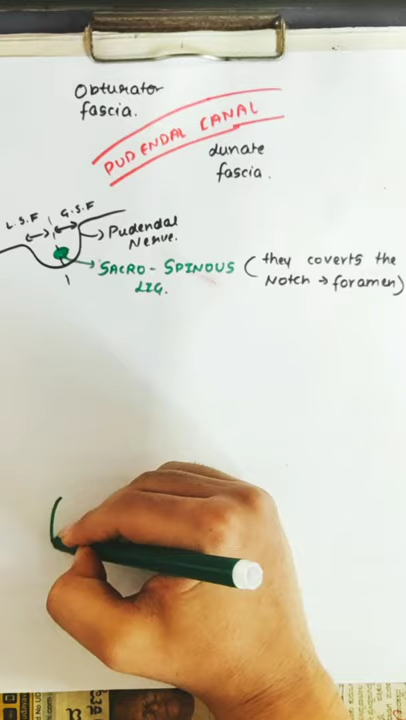 Obturator
fascia.
PUDENDAL CANAL
lunate
fascia.
L.S.F G.S.F
Pudendal
Nerve.
SACRO-SPINOUS (they coverts the
LIG. Notch → foramen)